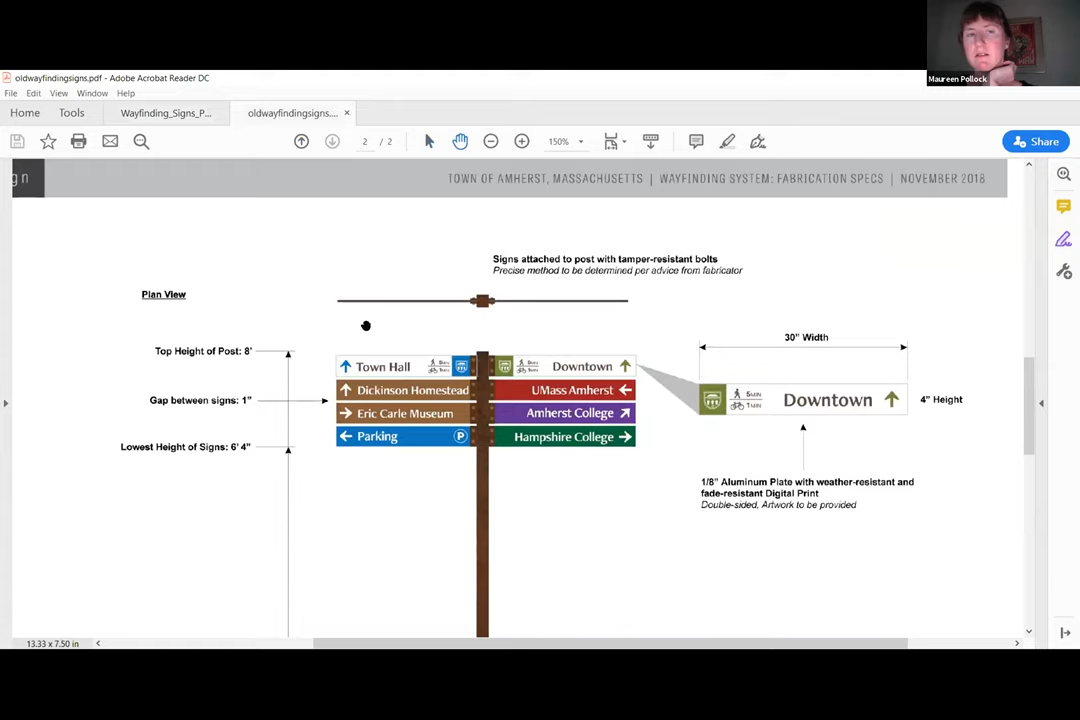 Maureen Pollock
oldwayfindingsigns.pdf - Adobe Acrobat Reader DC
File Edit View Window Help
Home Tools Wayfinding_Signs_P... oldwayfindingsigns.... ×
2 / 2 150% Share
gn
TOWN OF AMHERST, MASSACHUSETTS | WAYFINDING SYSTEM: FABRICATION SPECS | NOVEMBER 2018
Signs attached to post with tamper-resistant bolts
Precise method to be determined per advice from fabricator
Plan View
Top Height of Post: 8'
Gap between signs: 1"
Lowest Height of Signs: 6' 4"
Town Hall
Dickinson Homestead
Eric Carle Museum
Parking P
Downtown
UMass Amherst
Amherst College
Hampshire College
30" Width
5MIN
1MIN
Downtown
4" Height
1/8" Aluminum Plate with weather-resistant and
fade-resistant Digital Print
Double-sided, Artwork to be provided
13.33 x 7.50 in